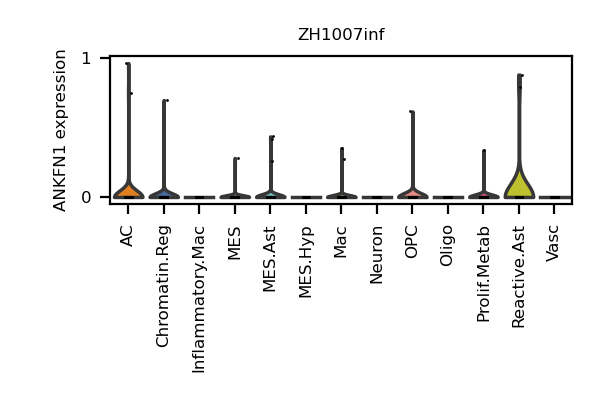 ZH1007inf
ANKFN1 expression
1
0
AC
Chromatin.Reg
Inflammatory.Mac
MES
MES.Ast
MES.Hyp
Mac
Neuron
OPC
Oligo
Prolif.Metab
Reactive.Ast
Vasc